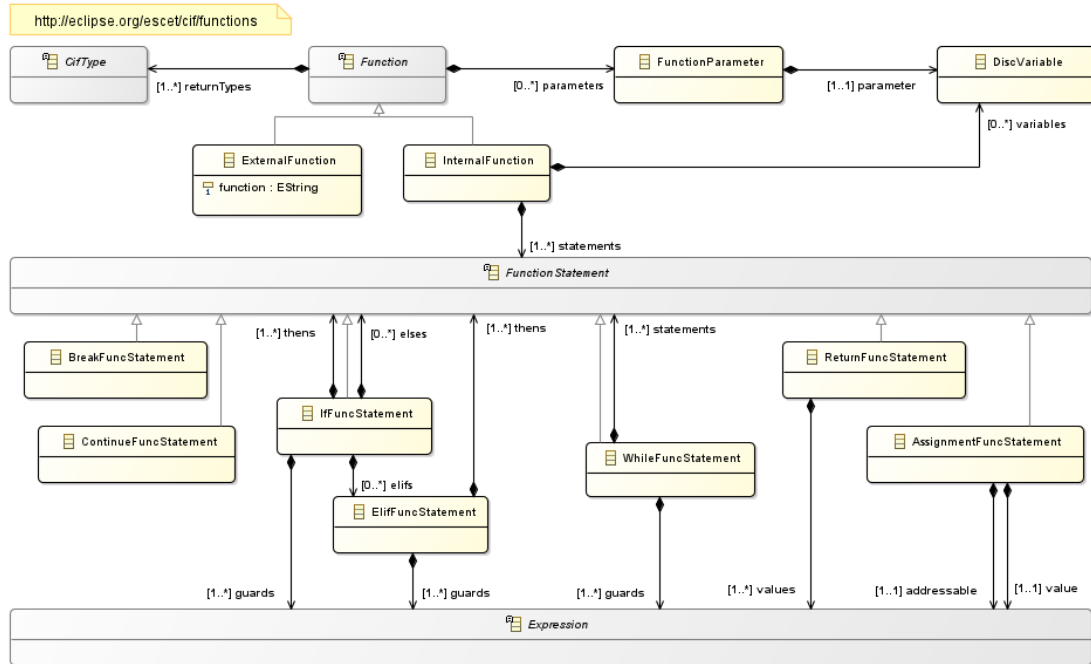 http://eclipse.org/escet/cif/functions
CifType
Function
FunctionParameter
DiscVariable
[1..*] returnTypes
[0..*] parameters
[1..1] parameter
[0..*] variables
ExternalFunction
function : EString
InternalFunction
[1..*] statements
FunctionStatement
[1..*] thens
[0..*] elses
[1..*] thens
[1..*] statements
BreakFuncStatement
ReturnFuncStatement
IfFuncStatement
ContinueFuncStatement
AssignmentFuncStatement
WhileFuncStatement
[0..*] elifs
ElifFuncStatement
[1..*] guards
[1..*] guards
[1..*] guards
[1..*] values
[1..1] addressable
[1..1] value
Expression